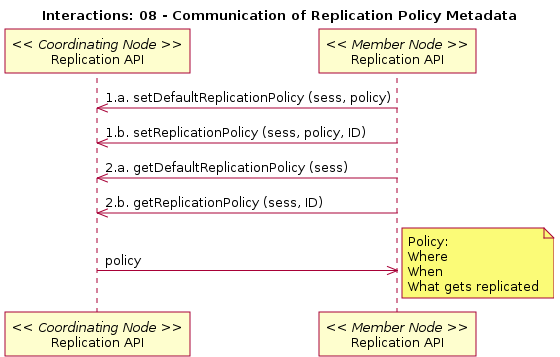 Interactions: 08 - Communication of Replication Policy Metadata
<< Coordinating Node >>
Replication API
<< Member Node >>
Replication API
1.a. setDefaultReplicationPolicy (sess, policy)
1.b. setReplicationPolicy (sess, policy, ID)
2.a. getDefaultReplicationPolicy (sess)
2.b. getReplicationPolicy (sess, ID)
policy
Policy:
Where
When
What gets replicated
<< Coordinating Node >>
Replication API
<< Member Node >>
Replication API